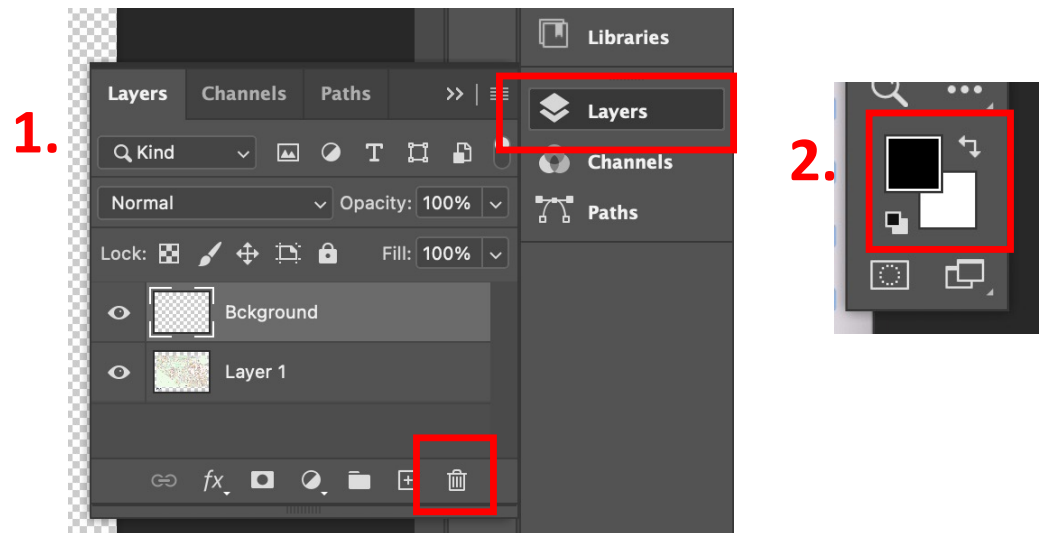 Libraries
Layers Channels Paths
Layers
1.
Kind
T
Channels
2.
Normal
Opacity: 100%
Paths
Lock:
Fill: 100%
Bckground
Layer 1
fx